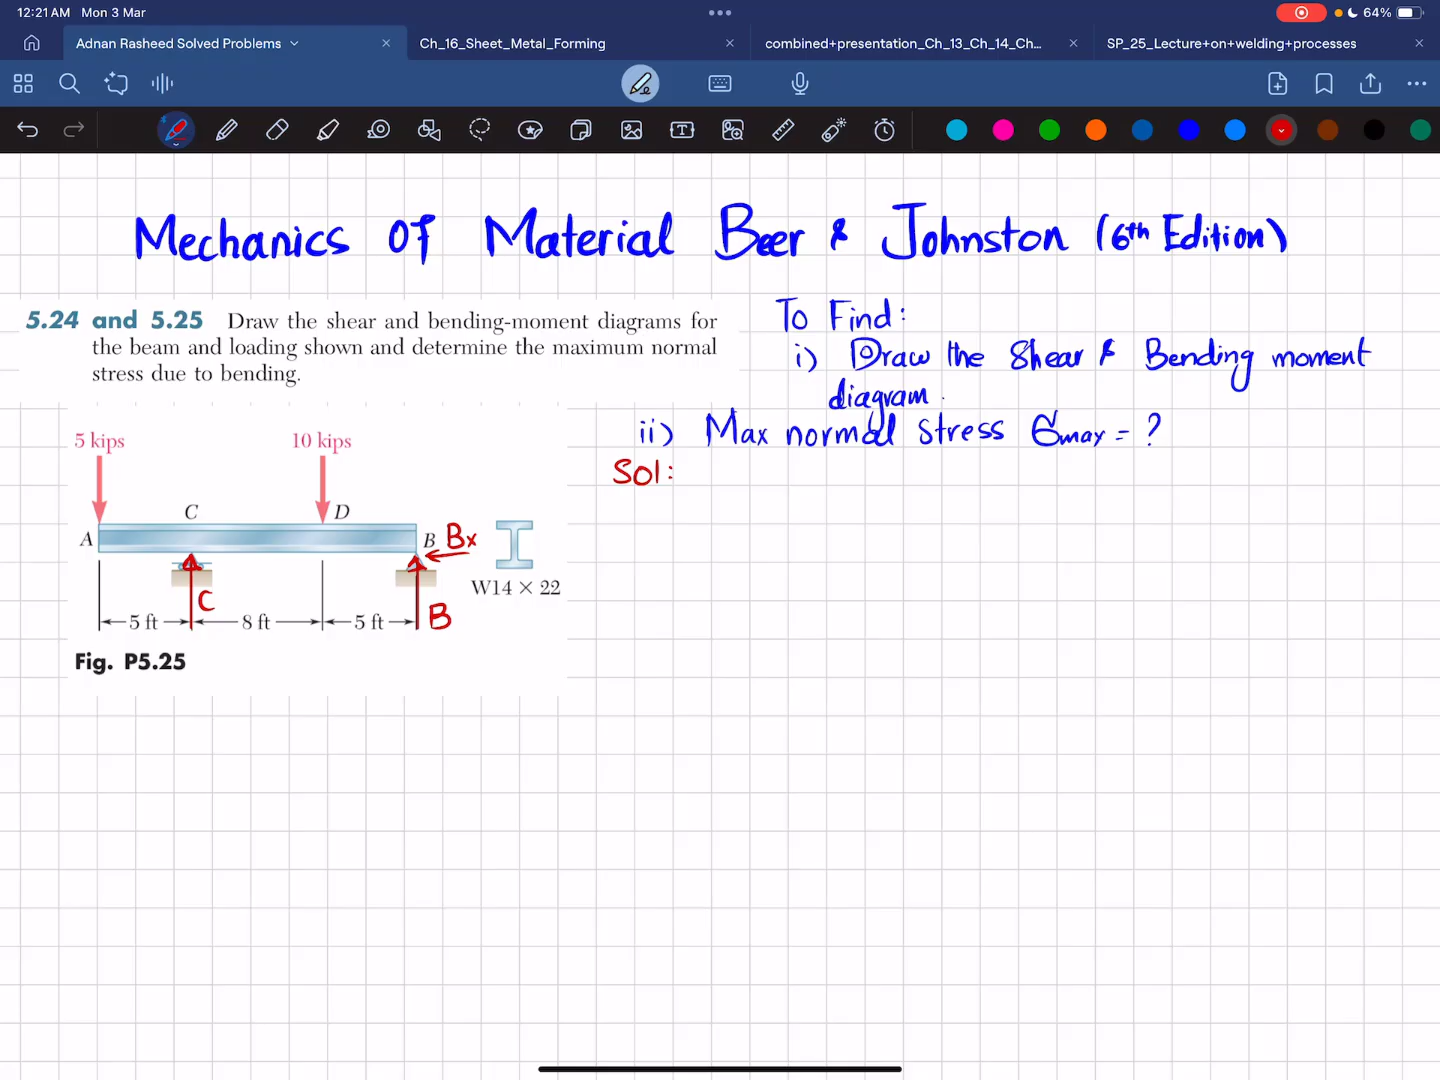 12:21 AM Mon 3 Mar
64%
Adnan Rasheed Solved Problems
Ch_16_Sheet_Metal_Forming
combined+presentation_Ch_13_Ch_14_Ch...
SP_25_Lecture+on+welding+processes
Mechanics Of Material Beer & Johnston (6th Edition)
5.24 and 5.25 Draw the shear and bending-moment diagrams for
the beam and loading shown and determine the maximum normal
stress due to bending.
To Find:
i) Draw the Shear & Bending moment
diagram.
ii) Max normal Stress σmax = ?
Sol:
5 kips
10 kips
C
D
A
B
Bx
W14 × 22
C
B
5 ft
8 ft
5 ft
Fig. P5.25